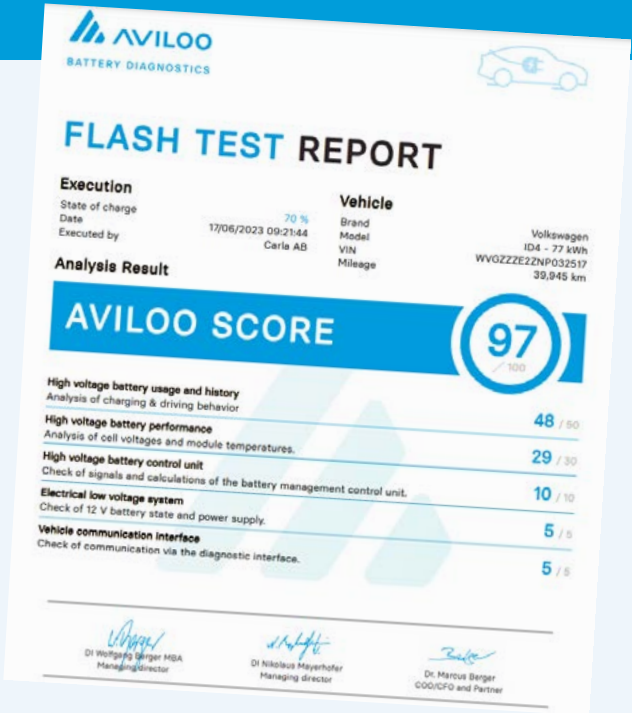 AVILOO
BATTERY DIAGNOSTICS
FLASH TEST REPORT
Execution
State of charge 70 %
Date 17/06/2023 09:21:44
Executed by Carla AB
Vehicle
Brand Volkswagen
Model ID4 - 77 kWh
VIN WVGZZZE2ZNP032517
Mileage 39,945 km
Analysis Result
AVILOO SCORE 97 / 100
High voltage battery usage and history
Analysis of charging & driving behavior 48 / 50
High voltage battery performance
Analysis of cell voltages and module temperatures. 29 / 30
High voltage battery control unit
Check of signals and calculations of the battery management control unit. 10 / 10
Electrical low voltage system
Check of 12 V battery state and power supply. 5 / 5
Vehicle communication interface
Check of communication via the diagnostic interface. 5 / 5
DI Wolfgang Berger MBA
Managing director
DI Nikolaus Mayerhofer
Managing director
Dr. Marcus Berger
COO/CFO and Partner